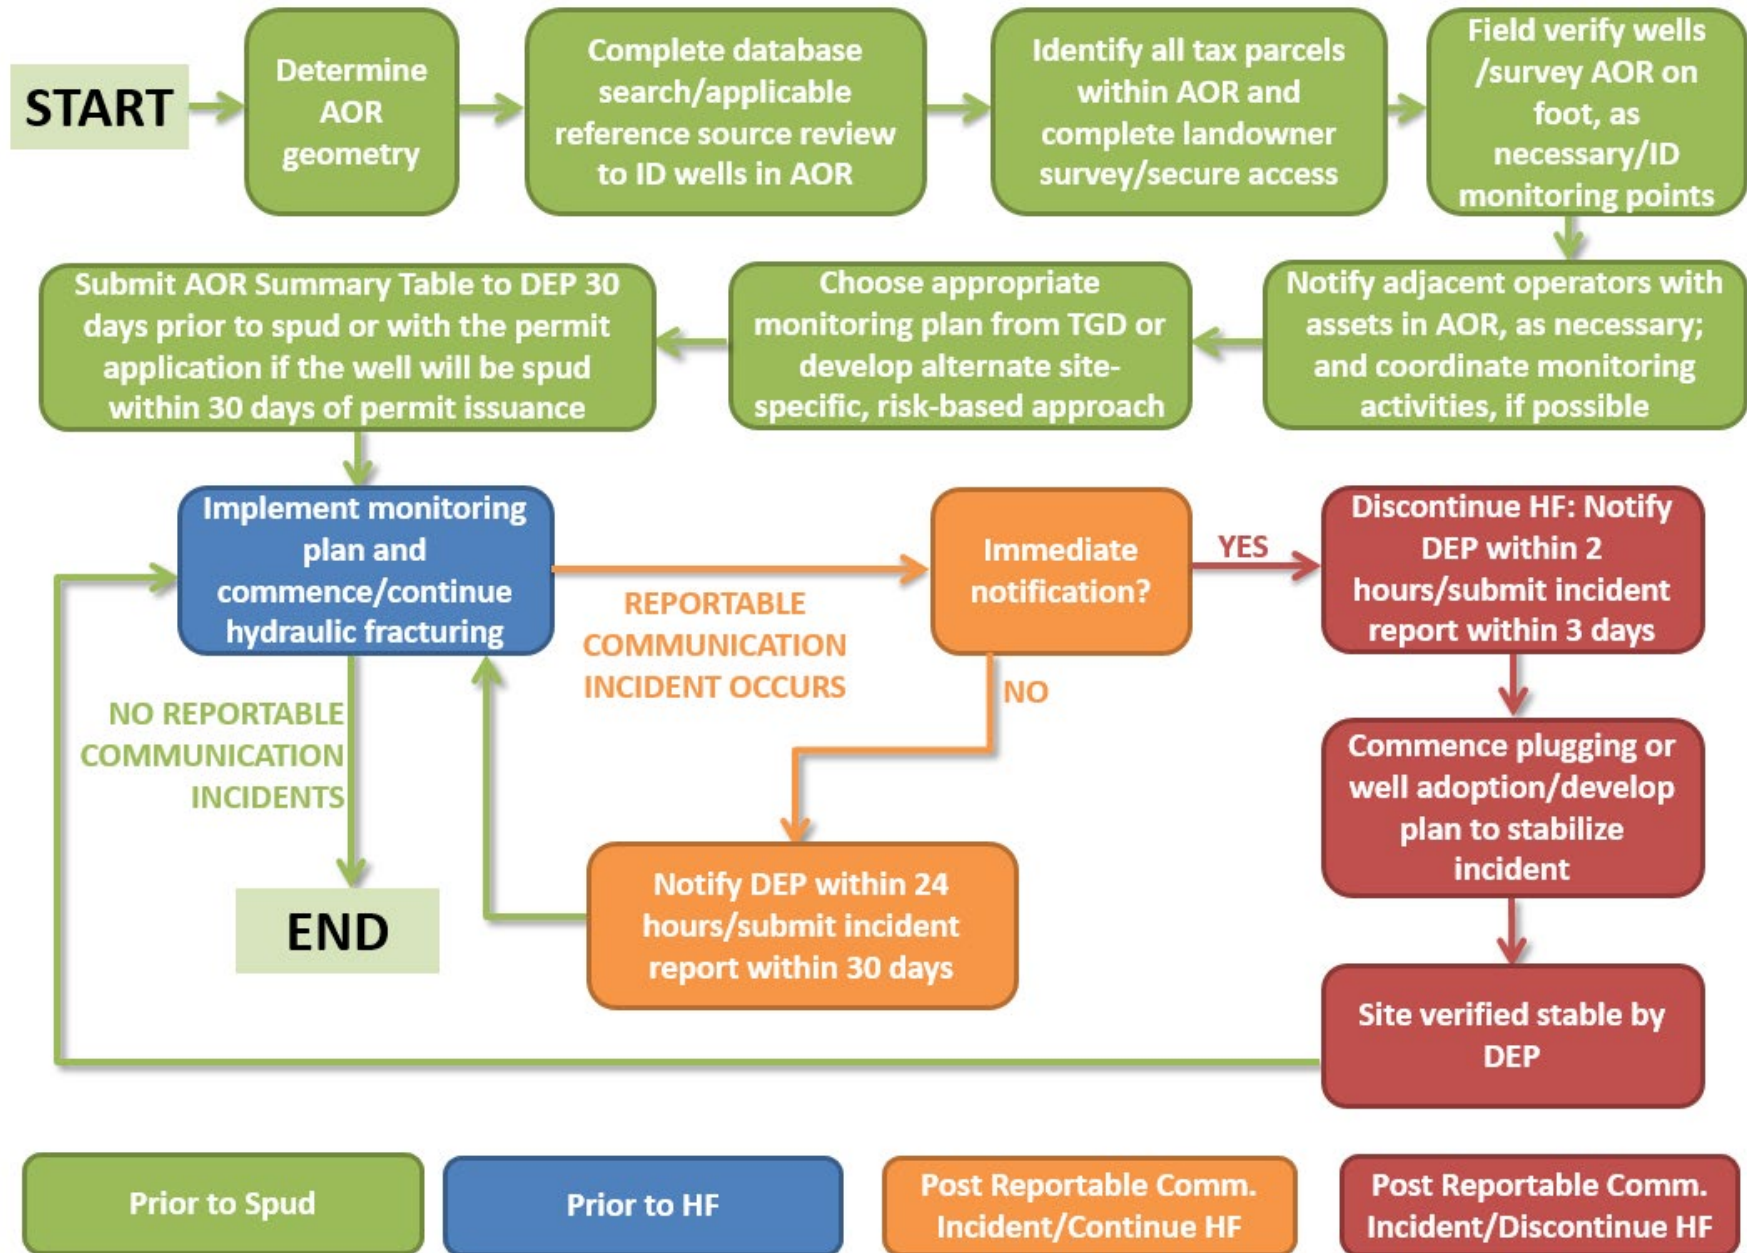 START
Determine
AOR
geometry
Complete database
search/applicable
reference source review
to ID wells in AOR
Identify all tax parcels
within AOR and
complete landowner
survey/secure access
Field verify wells
/survey AOR on
foot, as
necessary/ID
monitoring points
Notify adjacent operators with
assets in AOR, as necessary;
and coordinate monitoring
activities, if possible
Choose appropriate
monitoring plan from TGD or
develop alternate site-
specific, risk-based approach
Submit AOR Summary Table to DEP 30
days prior to spud or with the permit
application if the well will be spud
within 30 days of permit issuance
Implement monitoring
plan and
commence/continue
hydraulic fracturing
REPORTABLE
COMMUNICATION
INCIDENT OCCURS
Immediate
notification?
YES
Discontinue HF: Notify
DEP within 2
hours/submit incident
report within 3 days
NO
NO REPORTABLE
COMMUNICATION
INCIDENTS
Commence plugging or
well adoption/develop
plan to stabilize
incident
END
Notify DEP within 24
hours/submit incident
report within 30 days
Site verified stable by
DEP
Prior to Spud
Prior to HF
Post Reportable Comm.
Incident/Continue HF
Post Reportable Comm.
Incident/Discontinue HF